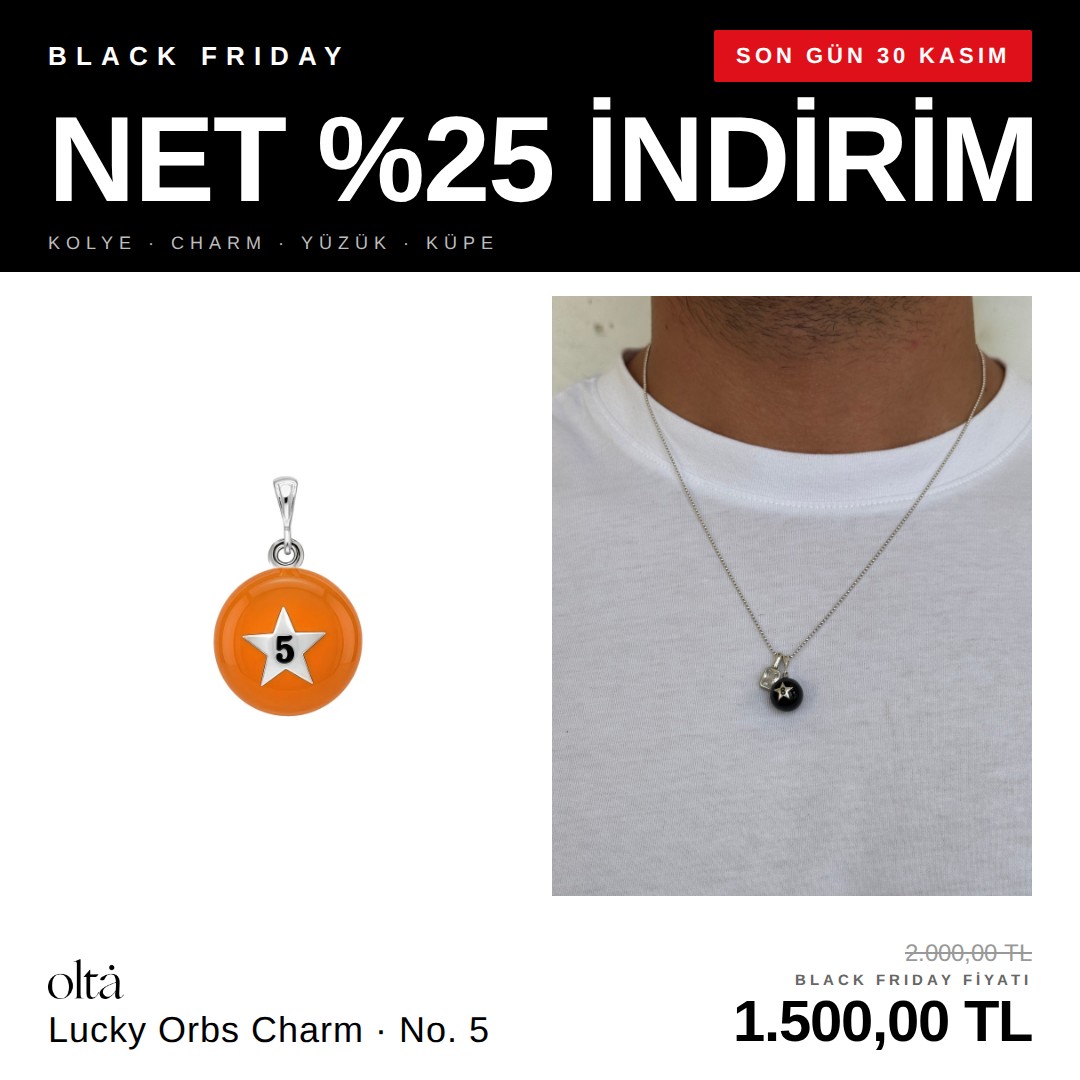 BLACK FRIDAY
SON GÜN 30 KASIM
NET %25 İNDİRİM
KOLYE · CHARM · YÜZÜK · KÜPE
5
2.000,00 TL
BLACK FRIDAY FİYATI
1.500,00 TL
oltȧ
Lucky Orbs Charm · No. 5